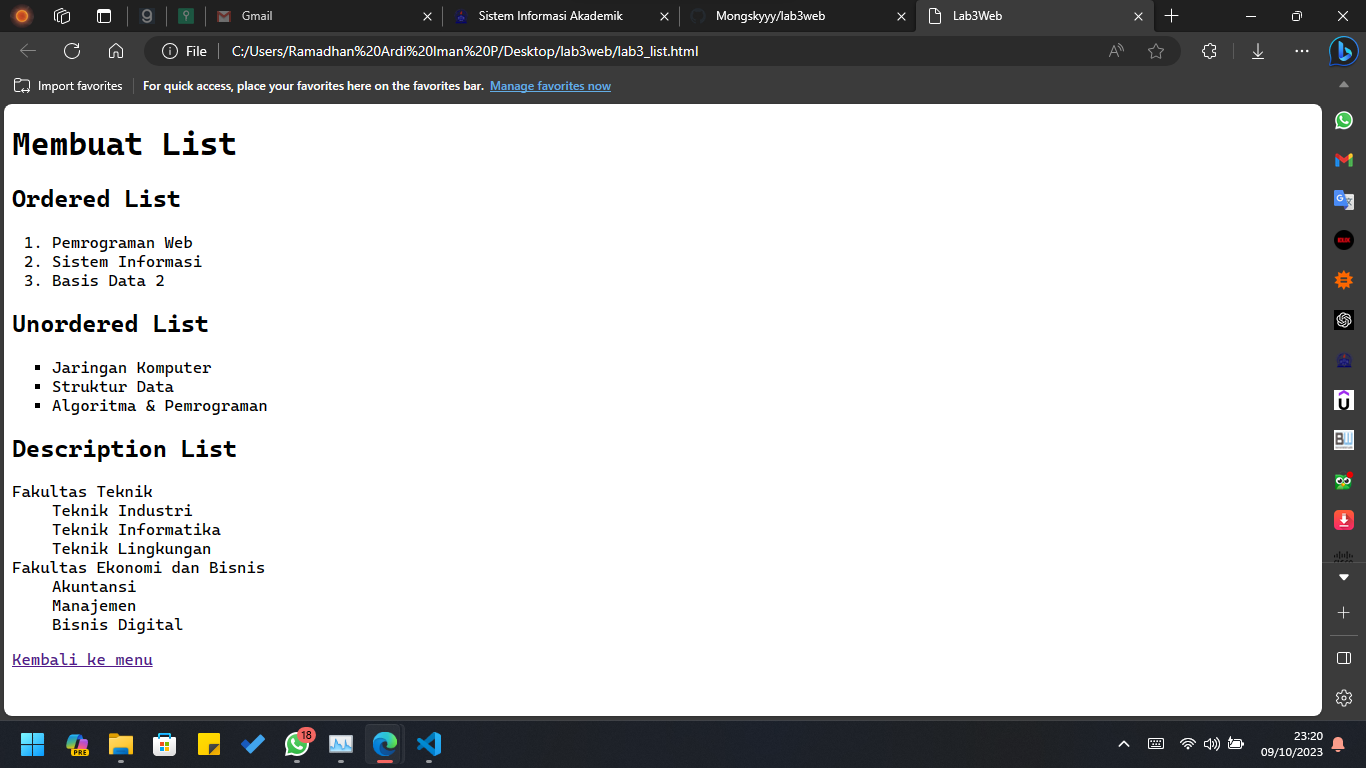 Gmail
Sistem Informasi Akademik
Mongskyyy/lab3web
Lab3Web
File
C:/Users/Ramadhan%20Ardi%20Iman%20P/Desktop/lab3web/lab3_list.html
Import favorites
For quick access, place your favorites here on the favorites bar. Manage favorites now
Membuat List
Ordered List
1. Pemrograman Web
2. Sistem Informasi
3. Basis Data 2
Unordered List
▪ Jaringan Komputer
▪ Struktur Data
▪ Algoritma & Pemrograman
Description List
Fakultas Teknik
Teknik Industri
Teknik Informatika
Teknik Lingkungan
Fakultas Ekonomi dan Bisnis
Akuntansi
Manajemen
Bisnis Digital
Kembali ke menu
PRE
18
23:20
09/10/2023